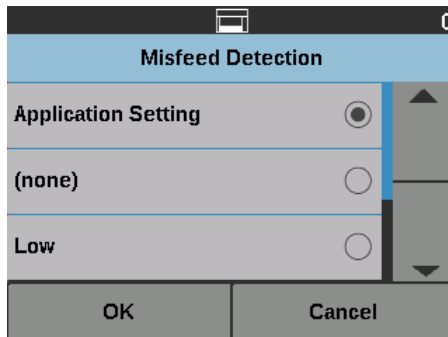 Misfeed Detection
Application Setting
(none)
Low
OK
Cancel